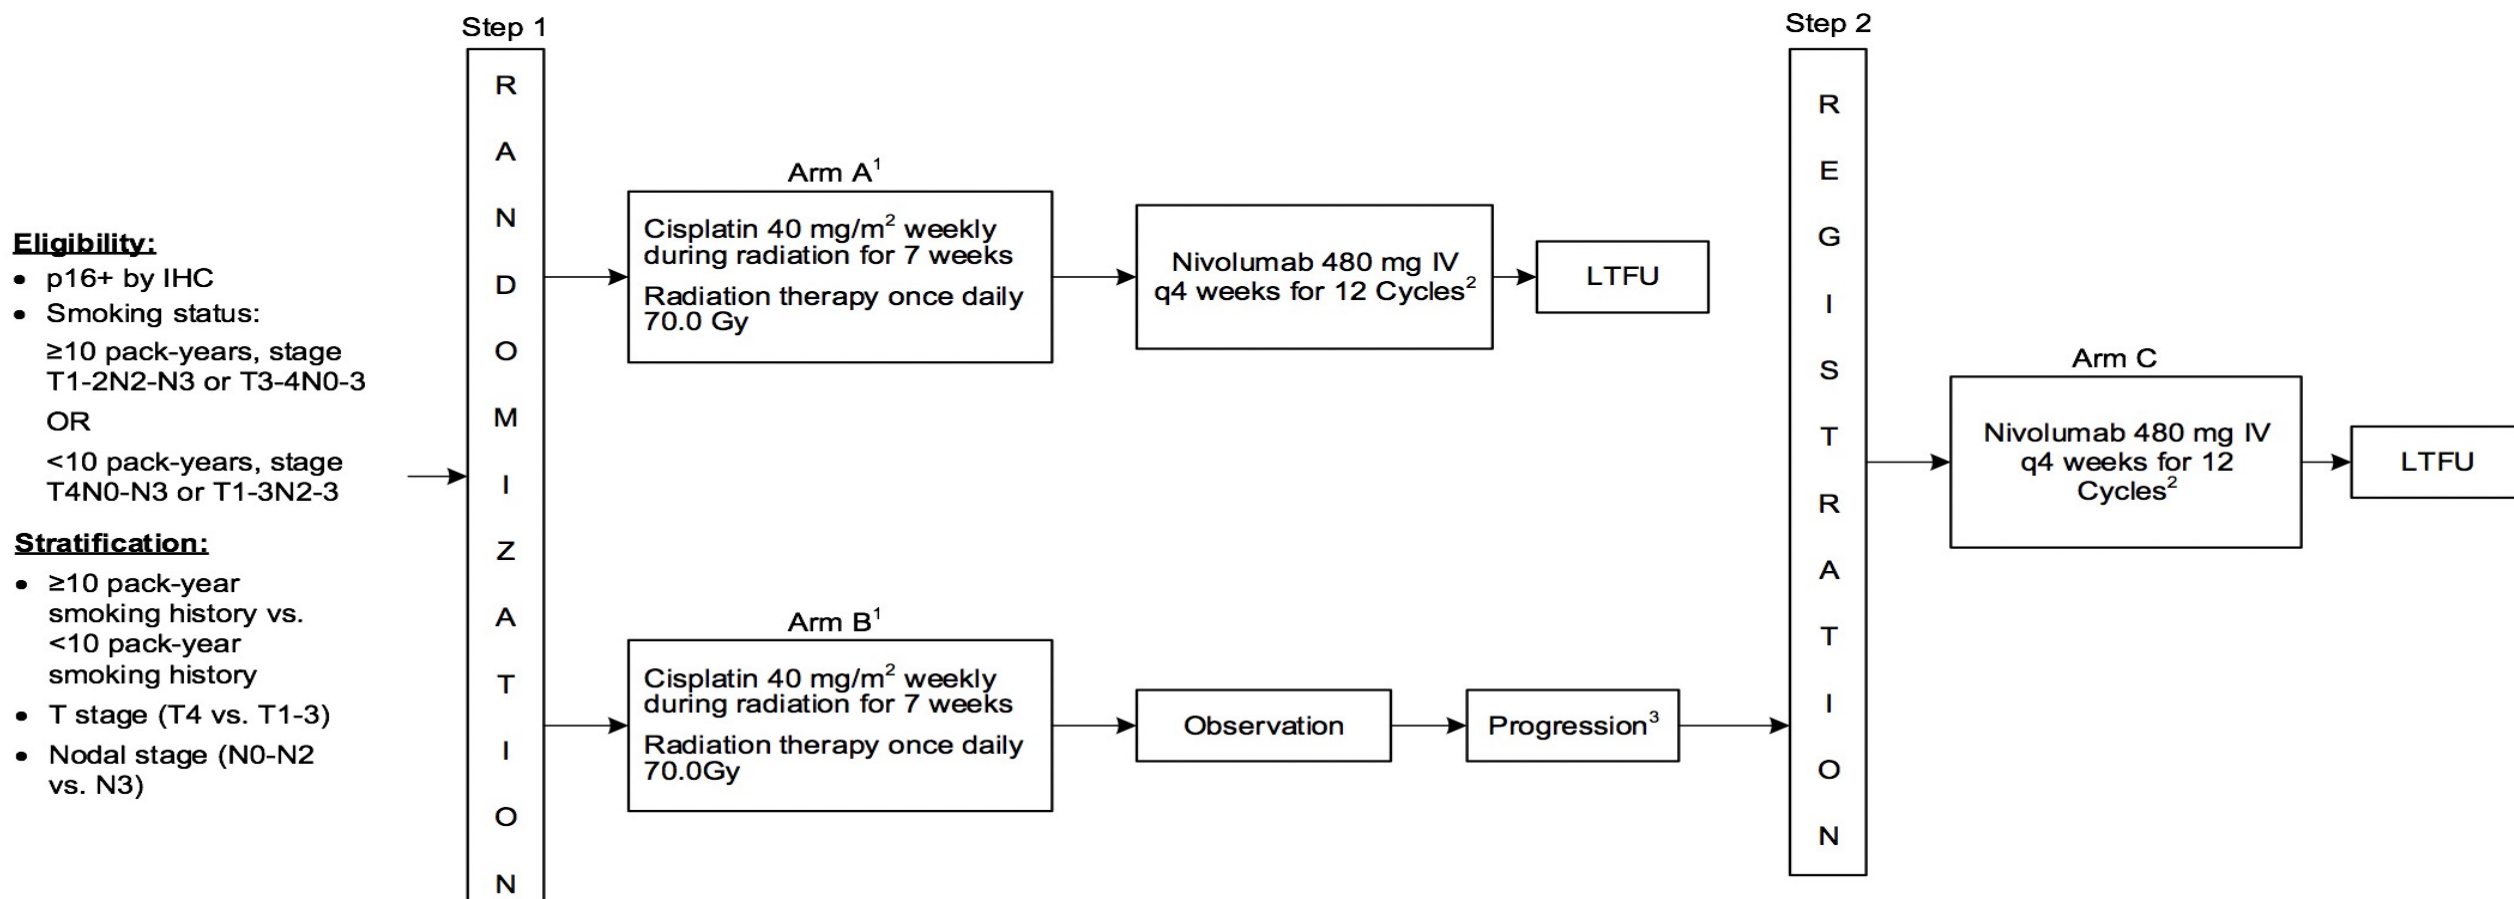 Eligibility:
• p16+ by IHC
• Smoking status:
≥10 pack-years, stage
T1-2N2-N3 or T3-4N0-3
OR
<10 pack-years, stage
T4N0-N3 or T1-3N2-3
Stratification:
• ≥10 pack-year
smoking history vs.
<10 pack-year
smoking history
• T stage (T4 vs. T1-3)
• Nodal stage (N0-N2
vs. N3)
Step 1
R
A
N
D
O
M
I
Z
A
T
I
O
N
Arm A¹
Cisplatin 40 mg/m² weekly
during radiation for 7 weeks
Radiation therapy once daily
70.0 Gy
Nivolumab 480 mg IV
q4 weeks for 12 Cycles²
LTFU
Arm B¹
Cisplatin 40 mg/m² weekly
during radiation for 7 weeks
Radiation therapy once daily
70.0Gy
Observation
Progression³
Step 2
R
E
G
I
S
T
R
A
T
I
O
N
Arm C
Nivolumab 480 mg IV
q4 weeks for 12
Cycles²
LTFU